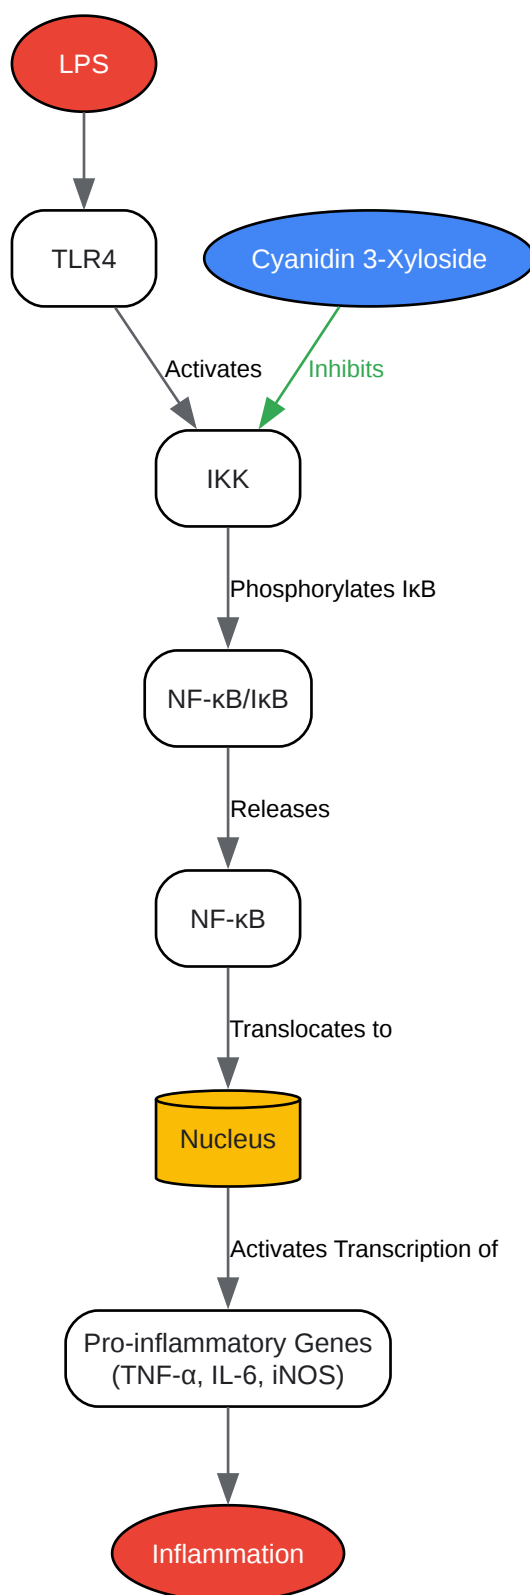 LPS
TLR4
Cyanidin 3-Xyloside
Activates
Inhibits
IKK
Phosphorylates IκB
NF-κB/IκB
Releases
NF-κB
Translocates to
Nucleus
Activates Transcription of
Pro-inflammatory Genes
(TNF-α, IL-6, iNOS)
Inflammation